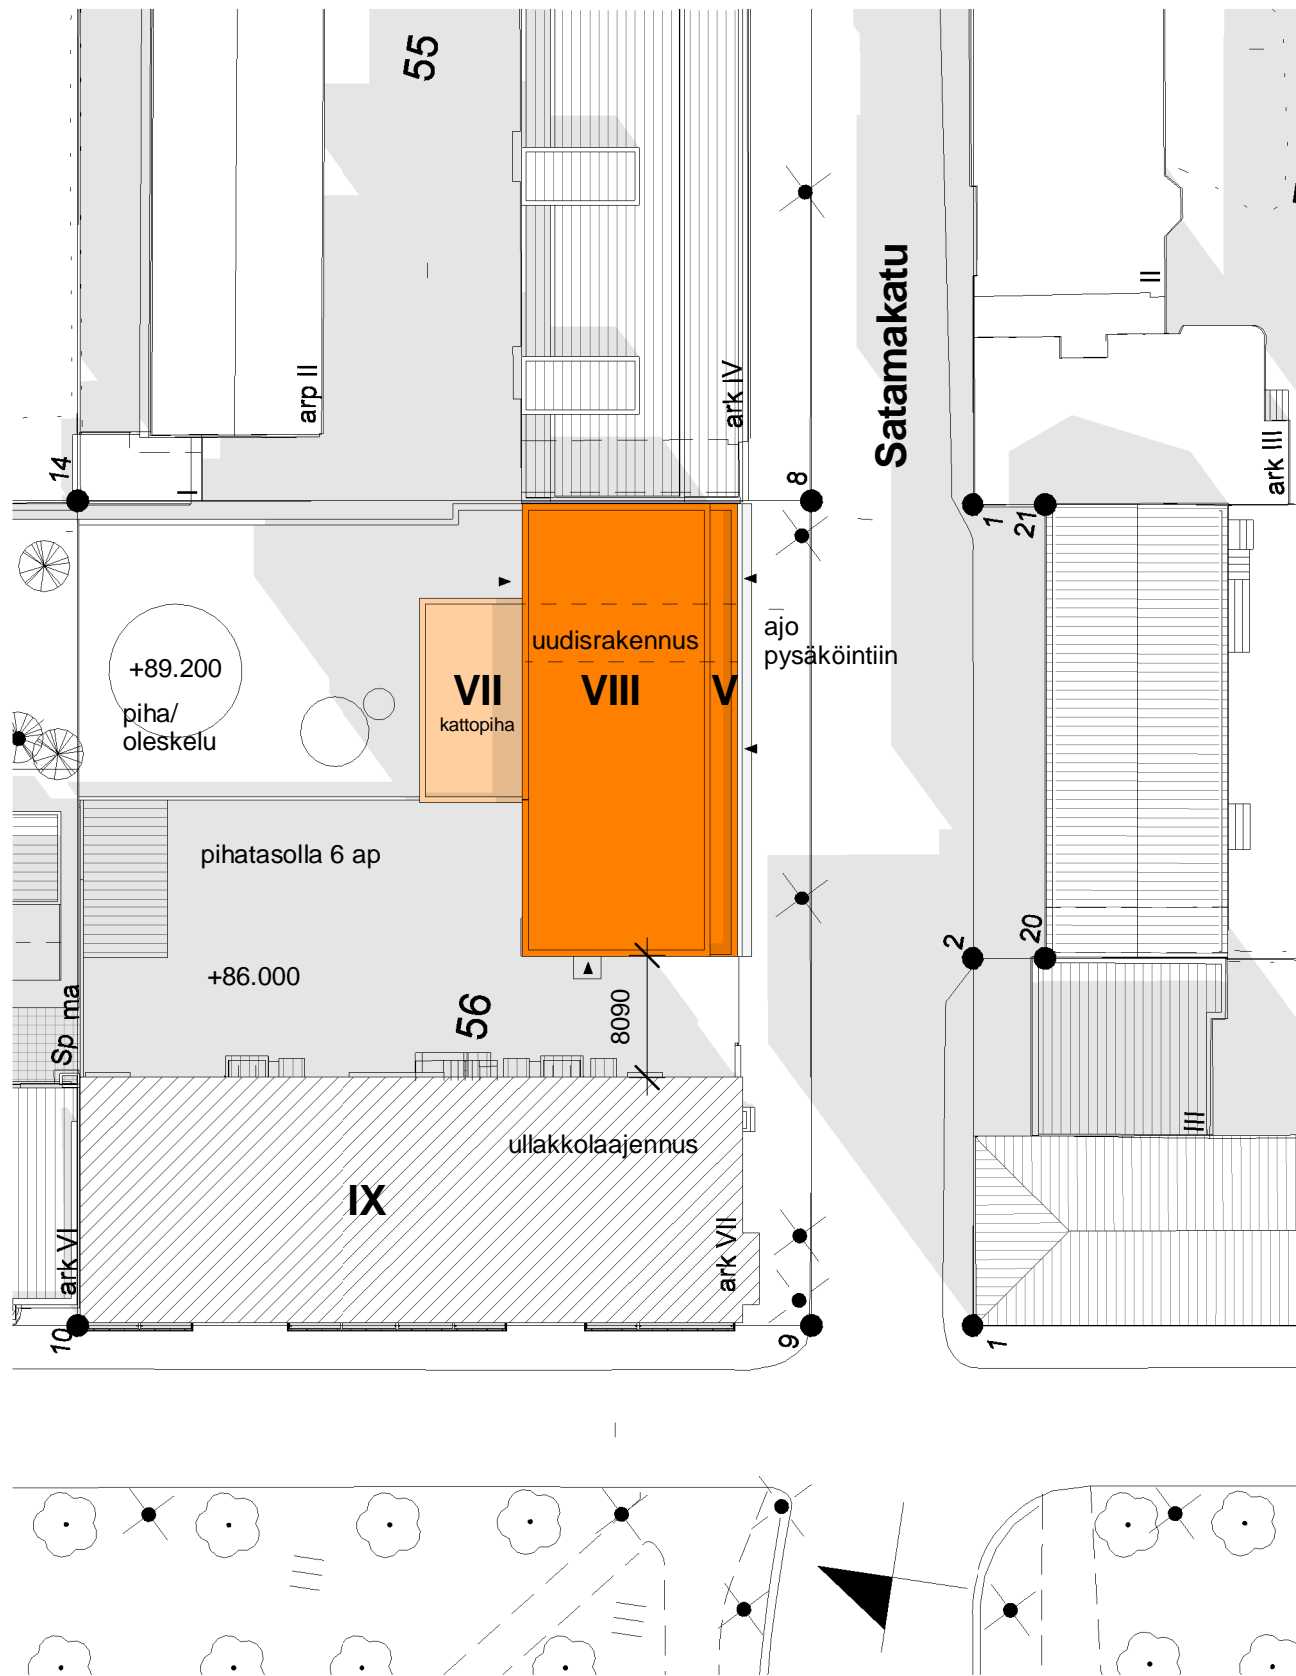 55
Satamakatu
II
arp II
ark IV
ark III
14
I
8
1
21
uudisrakennus
ajo
pysäköintiin
+89.200
VII
VIII
V
kattopiha
piha/
oleskelu
pihatasolla 6 ap
2
20
+86.000
56
8090
Sp ma
III
ullakkolaajennus
IX
ark VI
ark VII
10
9
1